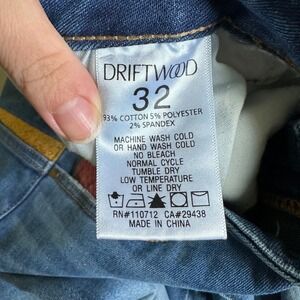 DRIFTWOOD
32
93% COTTON 5% POLYESTER
2% SPANDEX
MACHINE WASH COLD
OR HAND WASH COLD
NO BLEACH
NORMAL CYCLE
TUMBLE DRY
LOW TEMPERATURE
OR LINE DRY
RN#110712 CA#29438
MADE IN CHINA